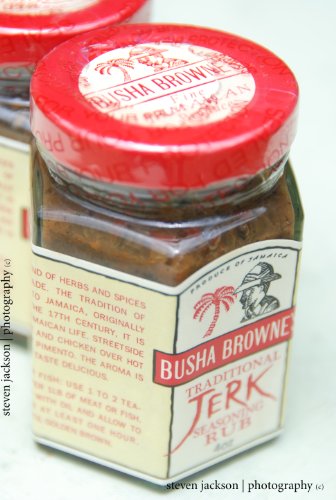 BUSHA BROWNE
PRODUCE OF JAMAICA
BUSHA BROWNE
TRADITIONAL
JERK
SEASONING
RUB
4oz
ND OF HERBS AND SPICES
ADE. THE TRADITION OF
TO JAMAICA, ORIGINALLY
THE 17TH CENTURY, IT IS
MAICAN LIFE. STREETSIDE
AND CHICKEN OVER HOT
PIMENTO. THE AROMA IS
TASTE DELICIOUS.
FISH: USE 1 TO 2 TEA-
ER SUB OF MEAT OR FISH,
WITH OIL AND ALLOW TO
AT LEAST ONE HOUR.
GOLDEN BROWN.
steven jackson | photography (c)
steven jackson | photography (c)